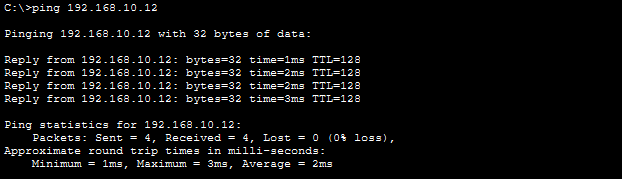 C:\>ping 192.168.10.12
Pinging 192.168.10.12 with 32 bytes of data:
Reply from 192.168.10.12: bytes=32 time=1ms TTL=128
Reply from 192.168.10.12: bytes=32 time=2ms TTL=128
Reply from 192.168.10.12: bytes=32 time=2ms TTL=128
Reply from 192.168.10.12: bytes=32 time=3ms TTL=128
Ping statistics for 192.168.10.12:
Packets: Sent = 4, Received = 4, Lost = 0 (0% loss),
Approximate round trip times in milli-seconds:
Minimum = 1ms, Maximum = 3ms, Average = 2ms